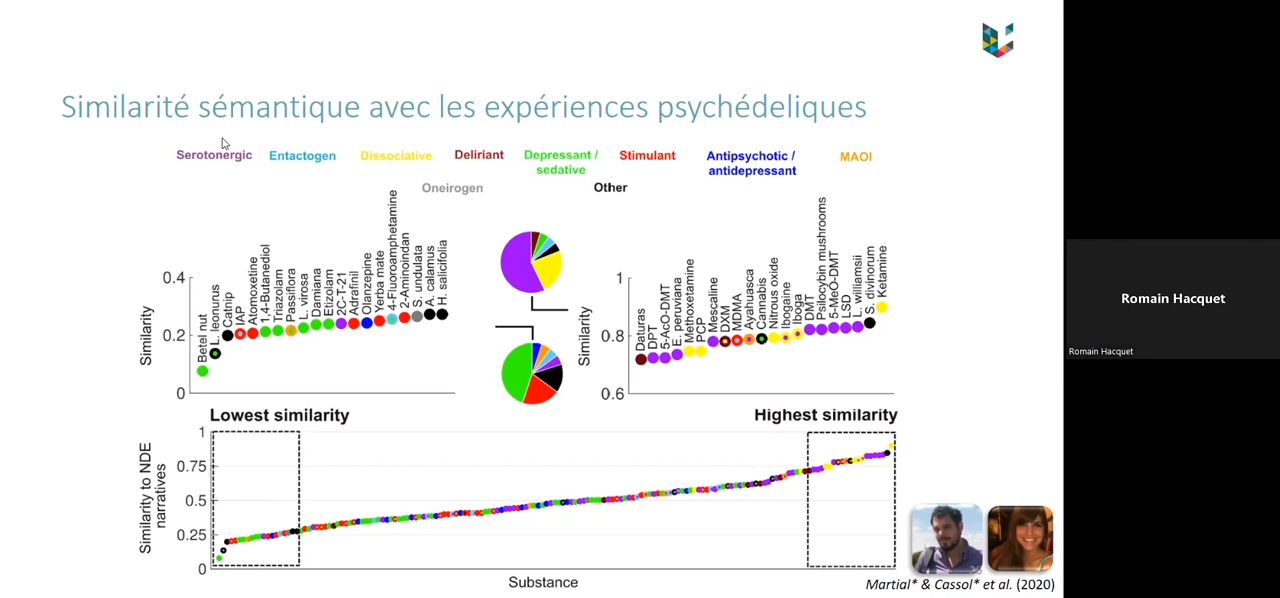 Similarité sémantique avec les expériences psychédeliques
Serotonergic
Entactogen
Dissociative
Deliriant
Depressant /
sedative
Stimulant
Antipsychotic /
antidepressant
MAOI
Oneirogen
Other
Similarity
0.4
0.2
0
Betel nut
L. leonurus
Catnip
IAP
Atomoxetine
1,4-Butanediol
Triazolam
Passiflora
L. virosa
Damiana
Etizolam
2C-T-21
Adrafinil
Olanzepine
Yerba mate
4-Fluoroamphetamine
2-Aminoindan
S. undulata
A. calamus
H. salicifolia
Similarity
1
0.8
0.6
Daturas
DPT
5-AcO-DMT
E. peruviana
Methoxetamine
PCP
Mescaline
DXM
MDMA
Ayahuasca
Cannabis
Nitrous oxide
Ibogaine
Iboga
DMT
Psilocybin mushrooms
5-MeO-DMT
LSD
L. williamsii
S. divinorum
Ketamine
Lowest similarity
Highest similarity
Similarity to NDE
narratives
1
0.75
0.5
0.25
0
Substance
Martial* & Cassol* et al. (2020)
Romain Hacquet
Romain Hacquet